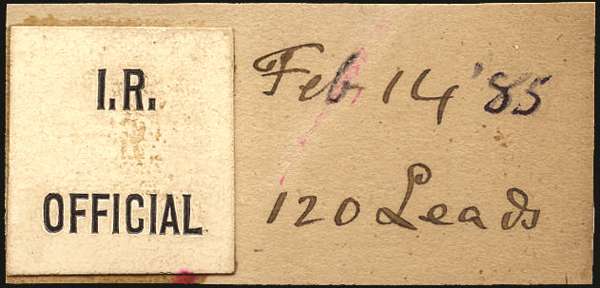 I.R.
OFFICIAL
Feb 14 '85
120 Leads